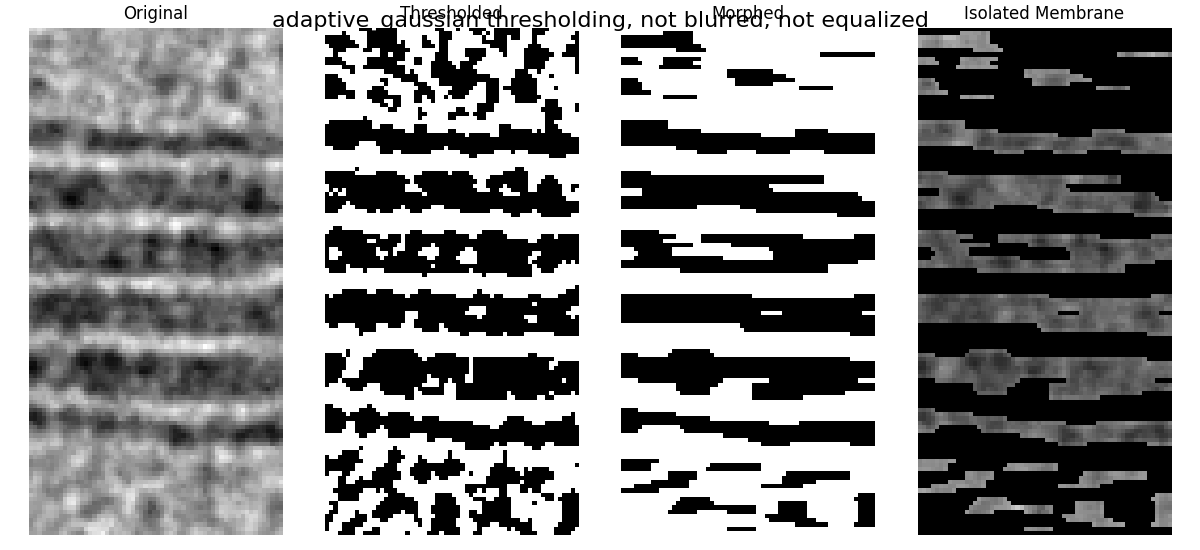 adaptive_gaussian thresholding, not blurred, not equalized
Original
Thresholded
Morphed
Isolated Membrane